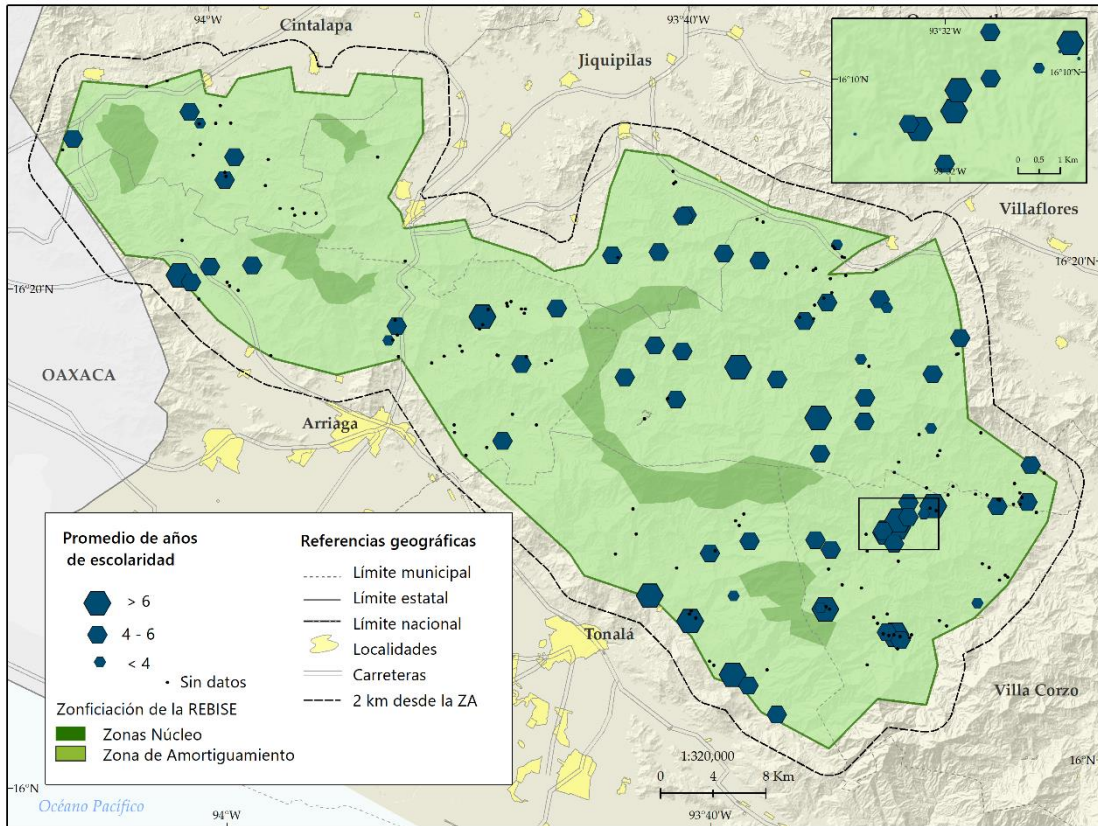 94°W
93°40'W
Cintalapa
Jiquipilas
93°32'W
16°10'N
16°10'N
0 0.5 1 Km
93°32'W
Villaflores
16°20'N
16°20'N
OAXACA
Arriaga
Promedio de años
de escolaridad
> 6
4 - 6
< 4
Sin datos
Zonficiación de la REBISE
Zonas Núcleo
Zona de Amortiguamiento
Referencias geográficas
Límite municipal
Límite estatal
Límite nacional
Localidades
Carreteras
2 km desde la ZA
Tonalá
Villa Corzo
1:320,000
0 4 8 Km
16°N
16°N
Océano Pacífico
94°W
93°40'W